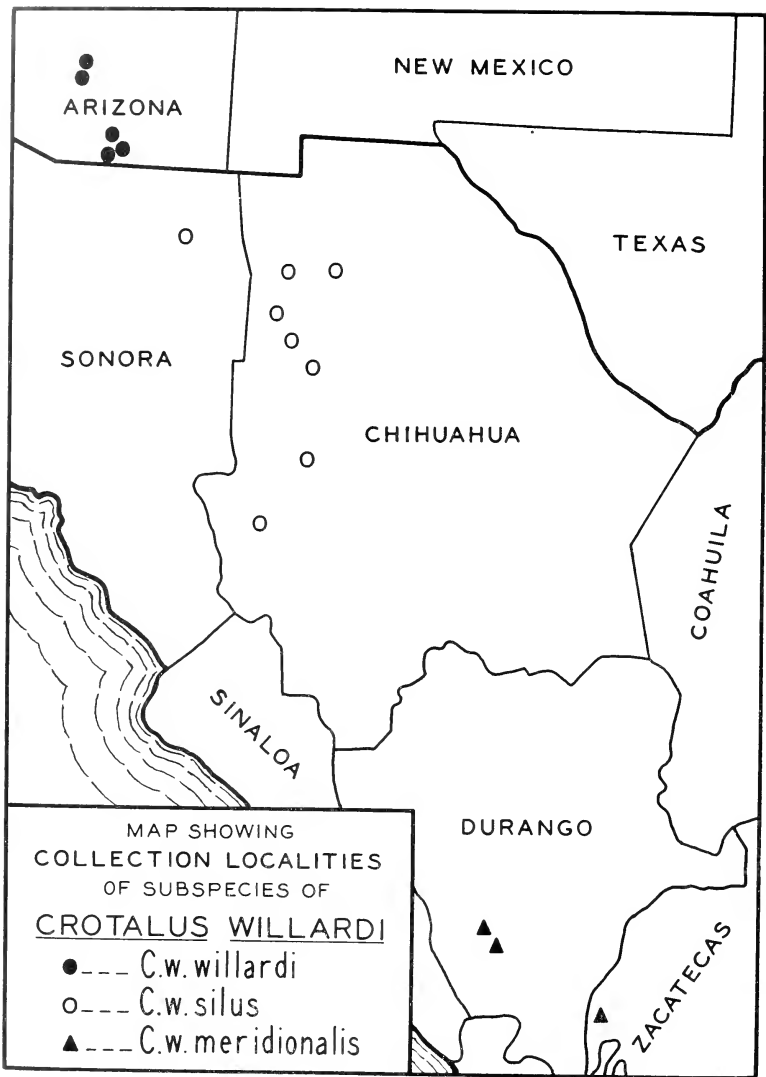 NEW MEXICO
ARIZONA
TEXAS
SONORA
CHIHUAHUA
COAHUILA
SINALOA
DURANGO
ZACATECAS
MAP SHOWING
COLLECTION LOCALITIES
OF SUBSPECIES OF
CROTALUS WILLARDI
●--- C.w. willardi
o--- C.w. silus
▲--- C.w. meridionalis